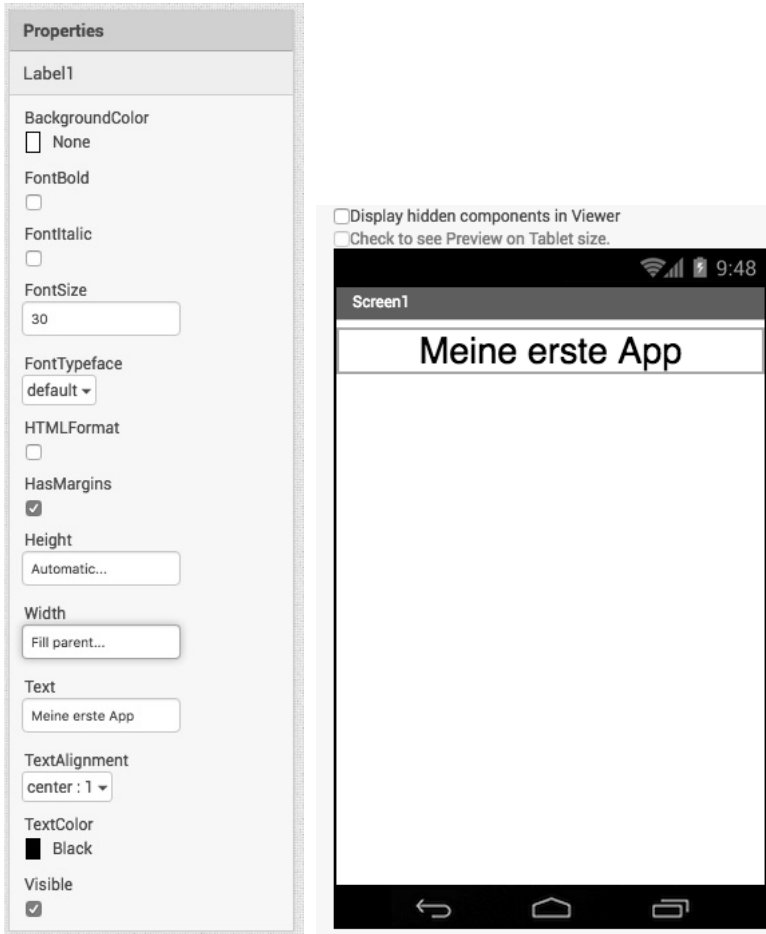 Properties
Label1
BackgroundColor
None
FontBold
FontItalic
FontSize
30
FontTypeface
default
HTMLFormat
HasMargins
Height
Automatic...
Width
Fill parent...
Text
Meine erste App
TextAlignment
center : 1
TextColor
Black
Visible
Display hidden components in Viewer
Check to see Preview on Tablet size.
9:48
Screen1
Meine erste App